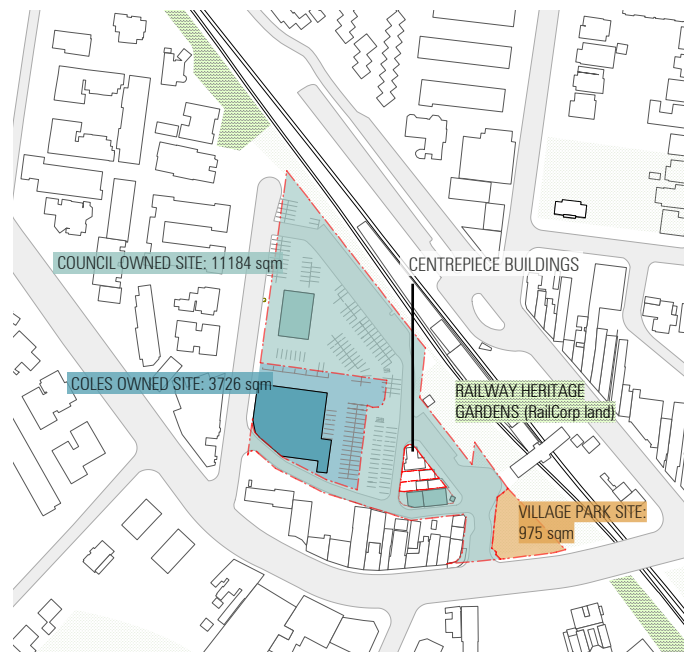 COUNCIL OWNED SITE: 11184 sqm
CENTREPIECE BUILDINGS
COLES OWNED SITE: 3726 sqm
RAILWAY HERITAGE
GARDENS (RailCorp land)
VILLAGE PARK SITE:
975 sqm